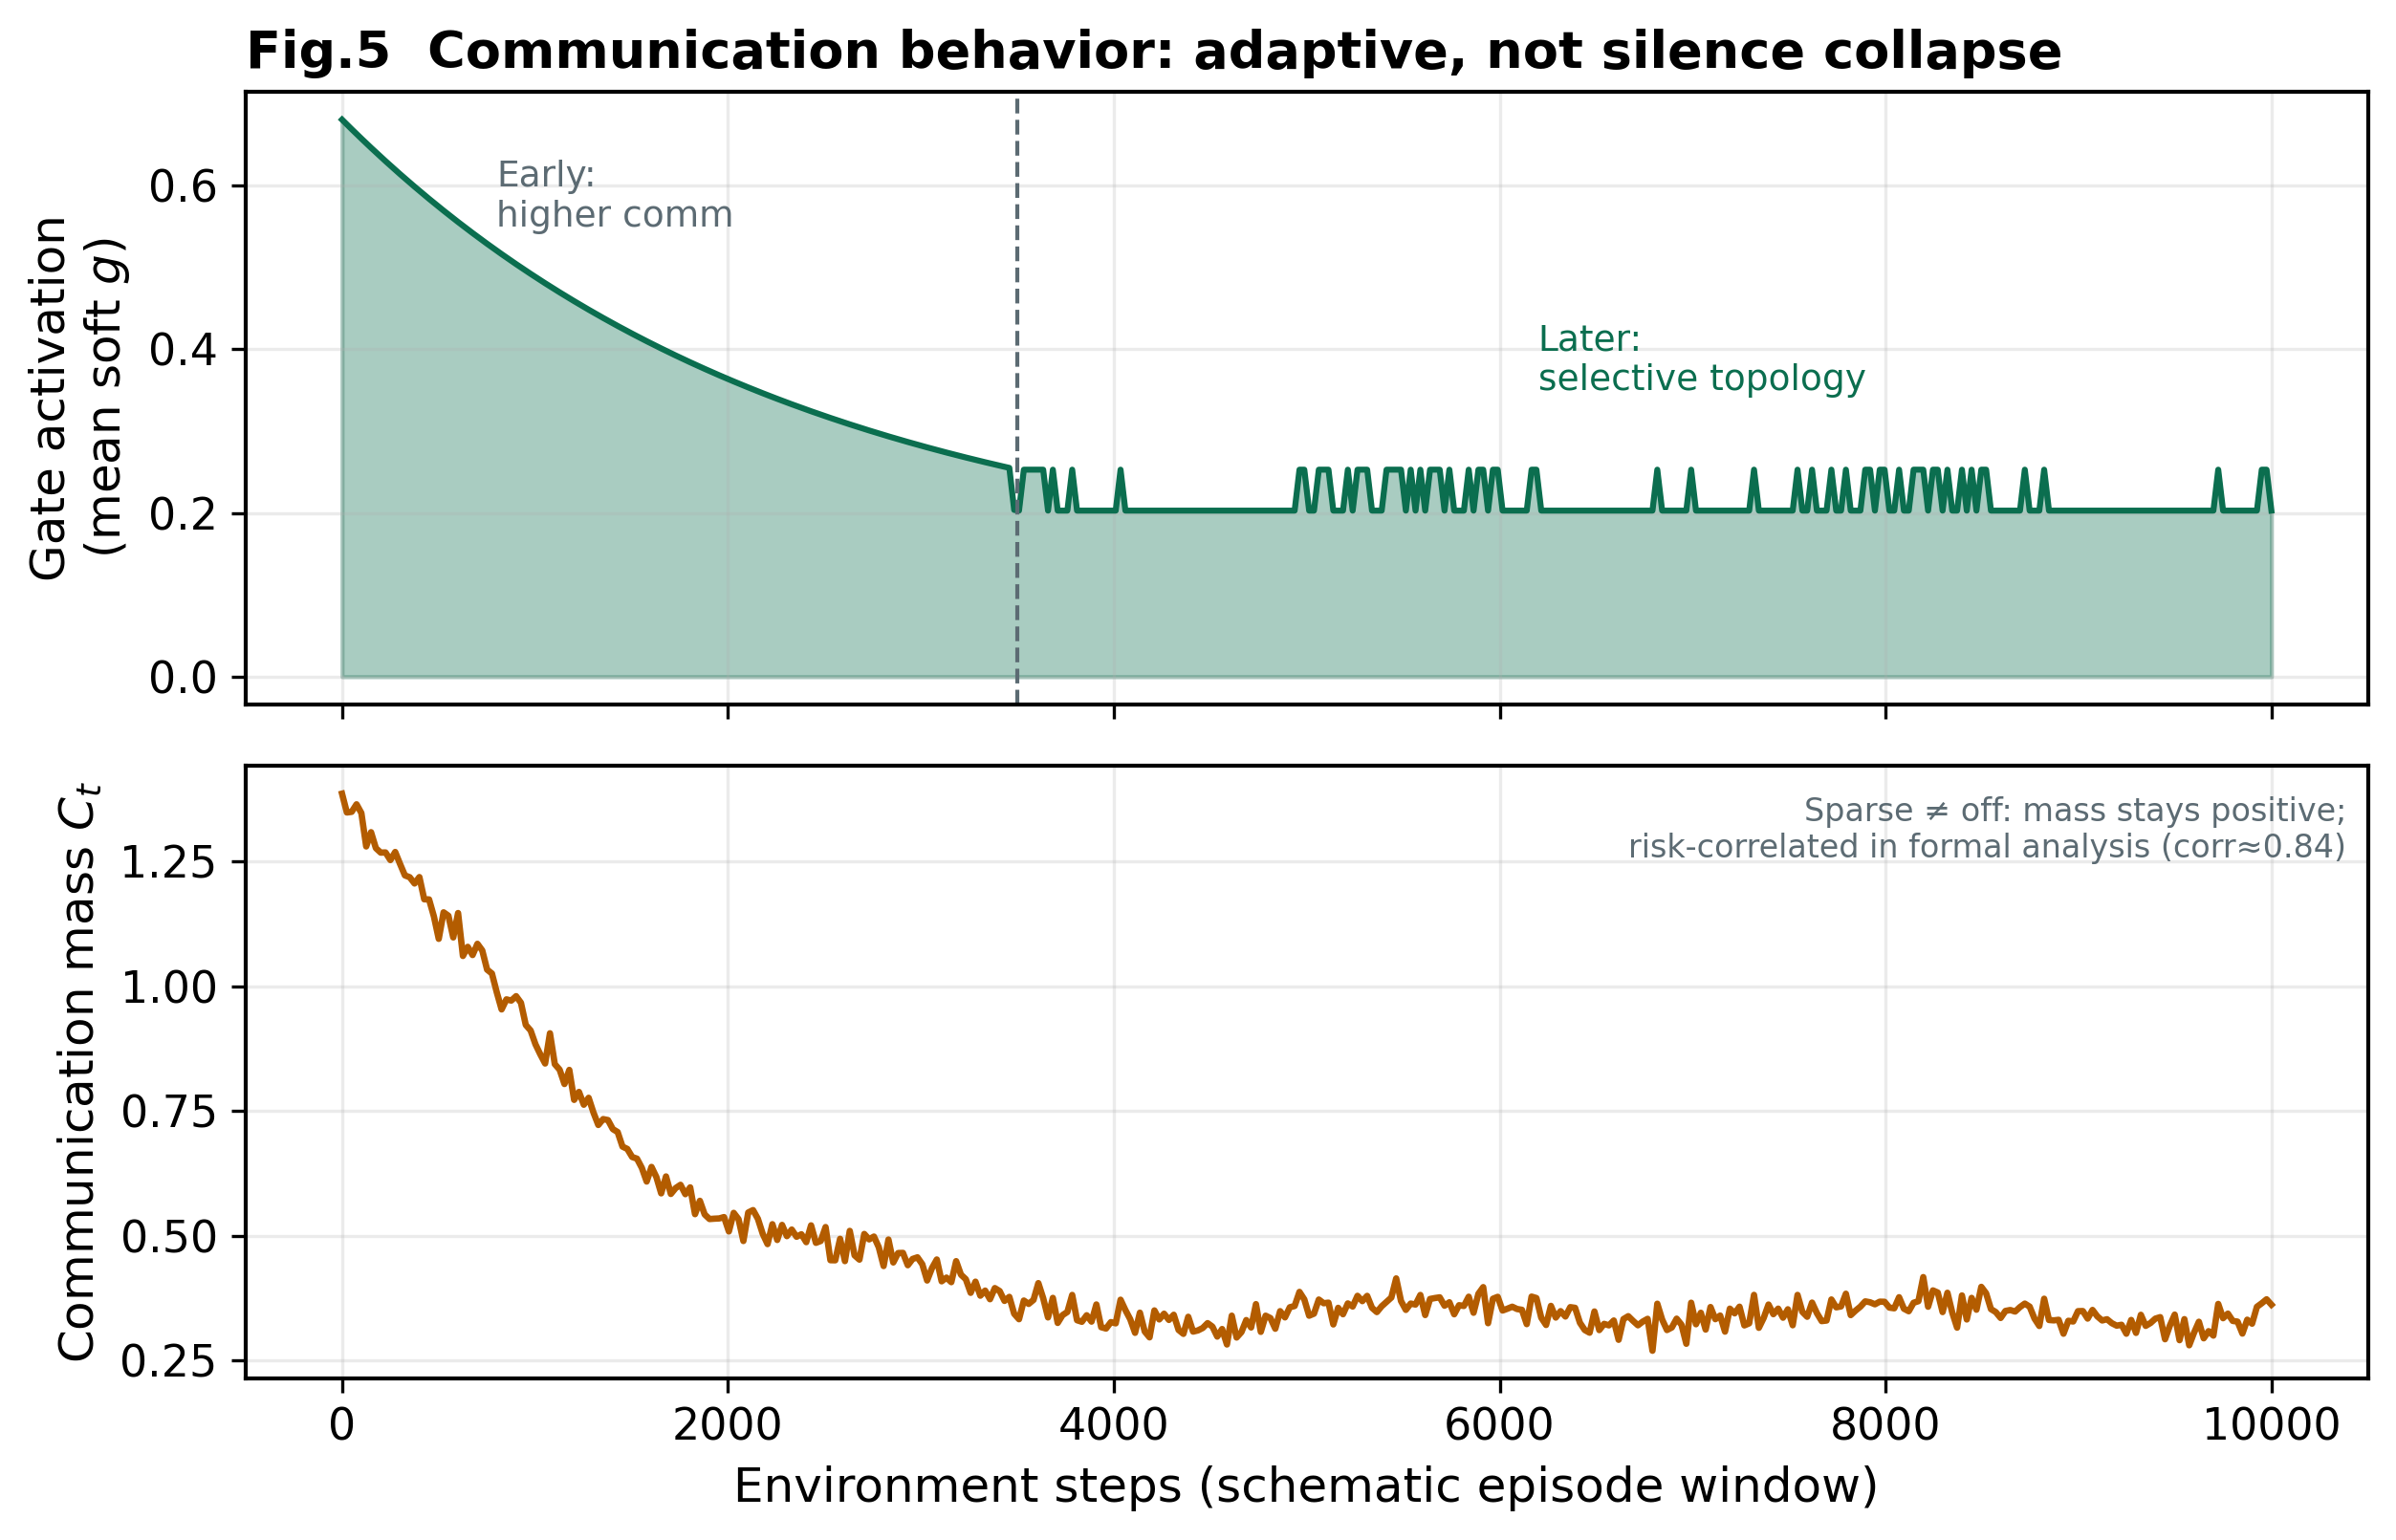 Fig.5  Communication behavior: adaptive, not silence collapse
Gate activation
(mean soft g)
0.6
0.4
0.2
0.0
Early:
higher comm
Later:
selective topology
Communication mass Cₜ
1.25
1.00
0.75
0.50
0.25
Sparse ≠ off: mass stays positive;
risk-correlated in formal analysis (corr≈0.84)
0 2000 4000 6000 8000 10000
Environment steps (schematic episode window)